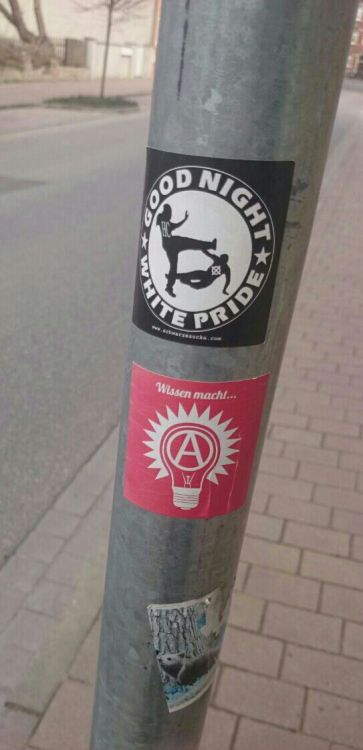 GOOD NIGHT
WHITE PRIDE
www.schwarzesocke.com
Wissen macht...
A